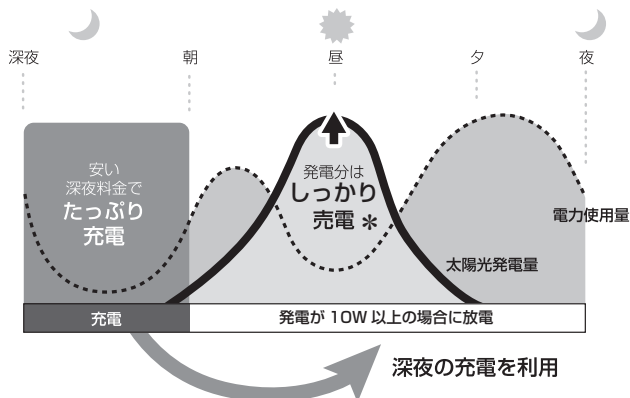 深夜
朝
昼
夕
夜
安い
深夜料金で
たっぷり
充電
発電分は
しっかり
売電＊
電力使用量
太陽光発電量
充電
発電が10W以上の場合に放電
深夜の充電を利用